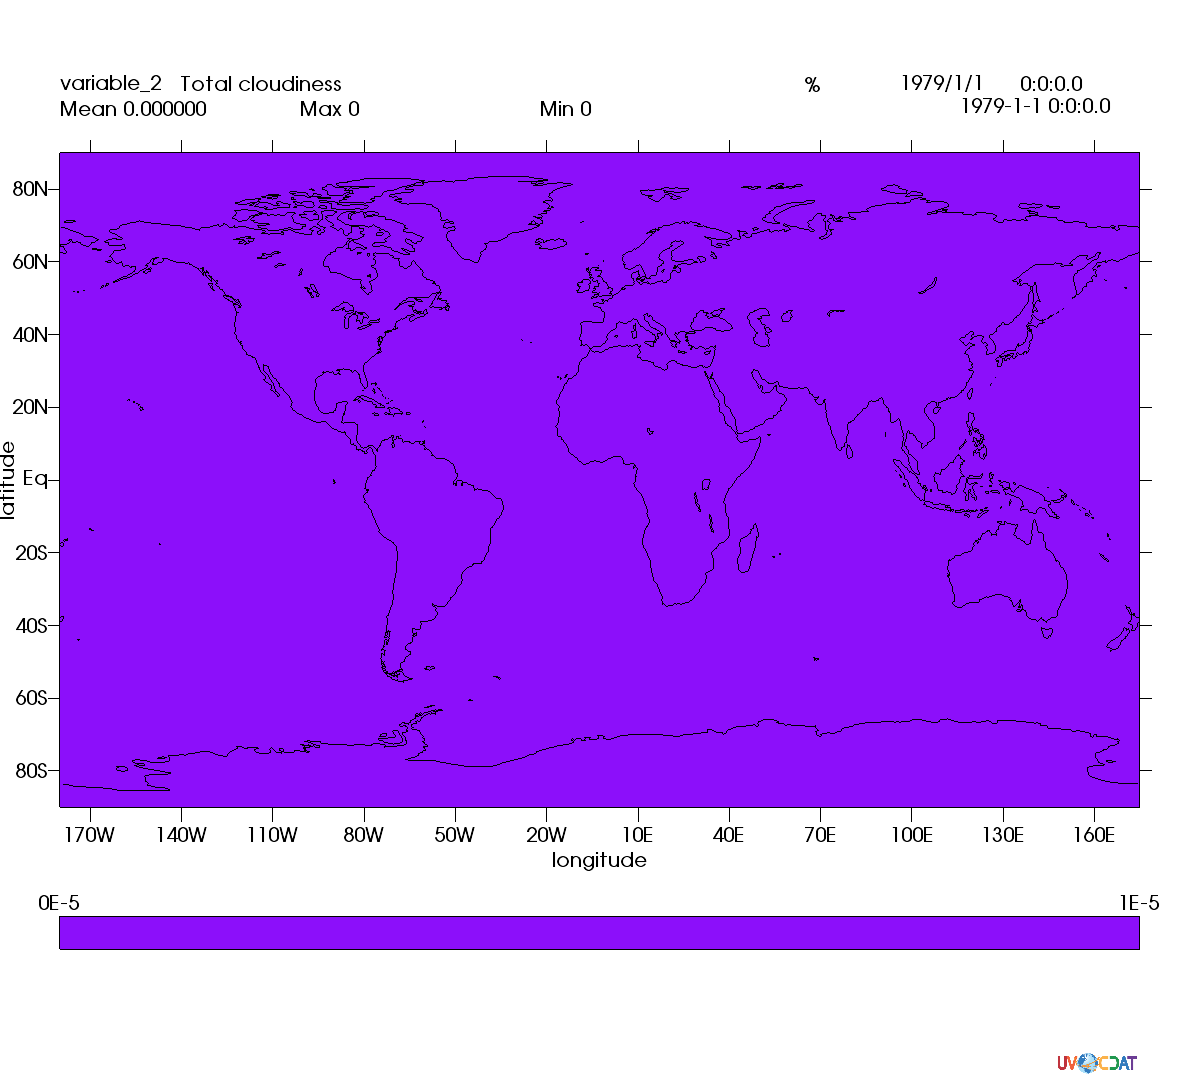 variable_2 Total cloudiness % 1979/1/1 0:0:0.0
Mean 0.000000 Max 0 Min 0 1979-1-1 0:0:0.0
80N
60N
40N
20N
Eq
20S
40S
60S
80S
latitude
170W 140W 110W 80W 50W 20W 10E 40E 70E 100E 130E 160E
longitude
0E-5 1E-5
UV CDAT